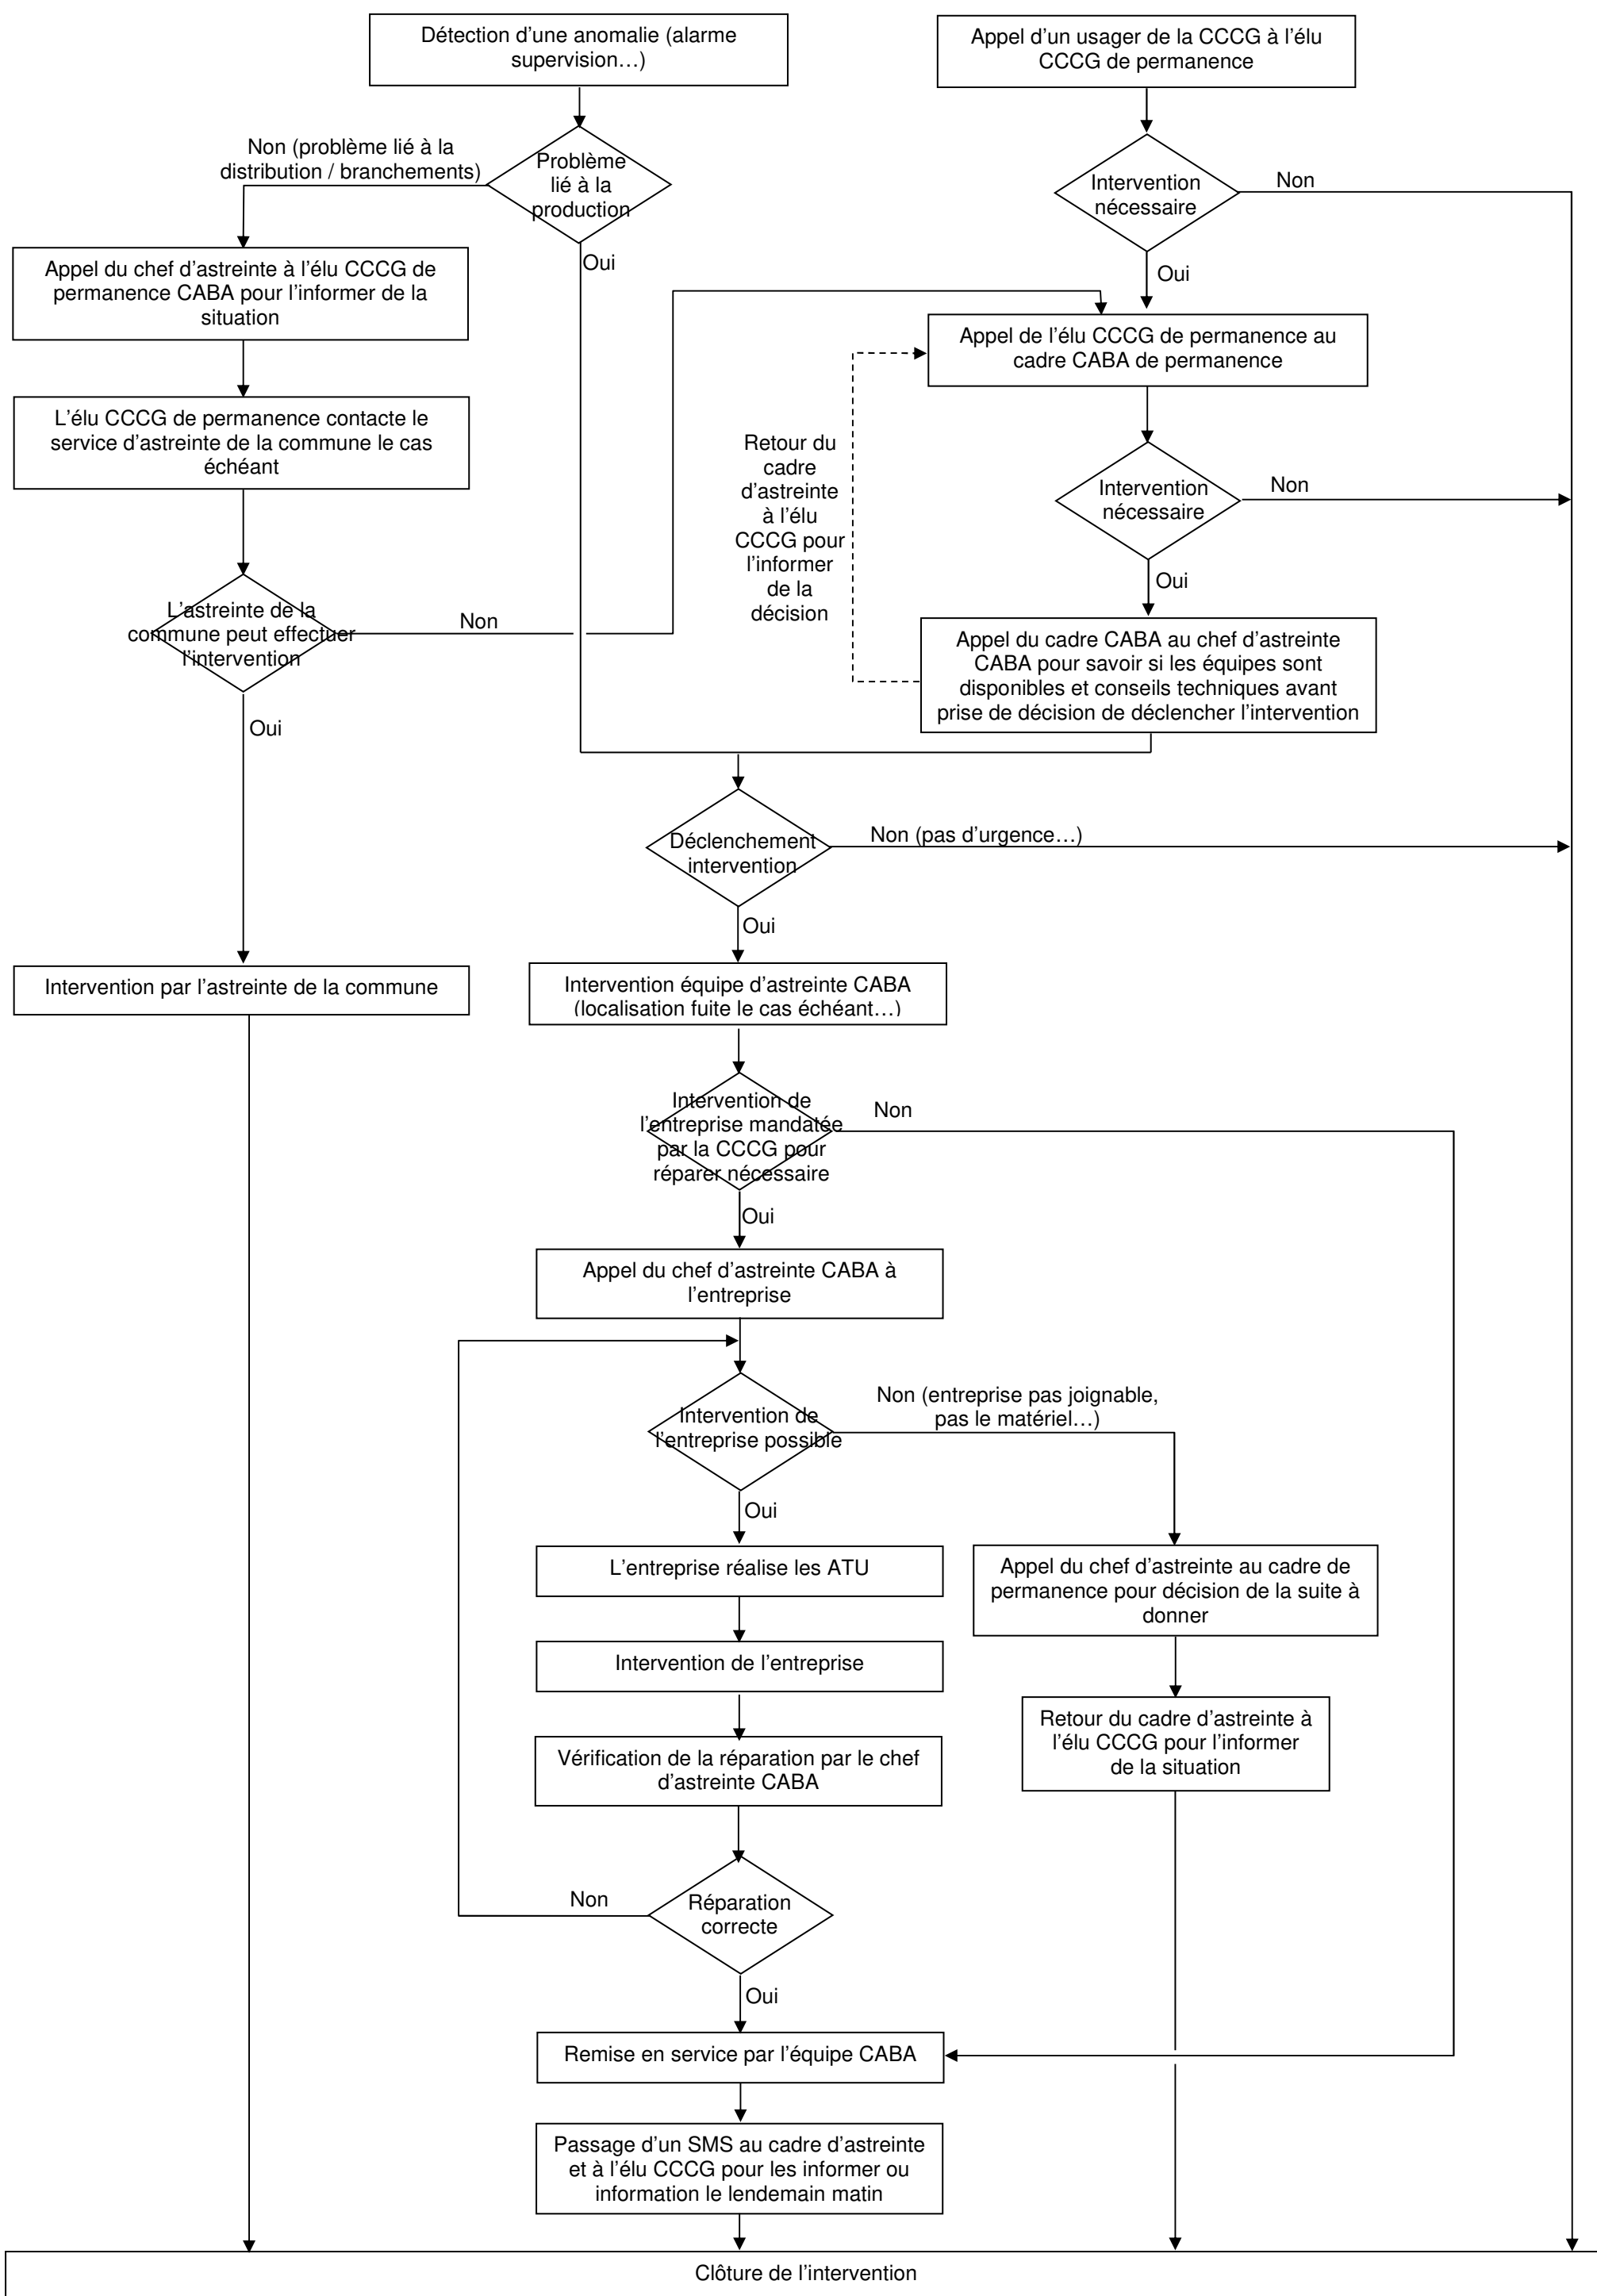 Détection d'une anomalie (alarme
supervision…)
Appel d'un usager de la CCCG à l'élu
CCCG de permanence
Non (problème lié à la
distribution / branchements)
Problème
lié à la
production
Intervention
nécessaire
Non
Oui
Oui
Appel du chef d'astreinte à l'élu CCCG de
permanence CABA pour l'informer de la
situation
Appel de l'élu CCCG de permanence au
cadre CABA de permanence
L'élu CCCG de permanence contacte le
service d'astreinte de la commune le cas
échéant
Retour du
cadre
d'astreinte
à l'élu
CCCG pour
l'informer
de la
décision
Intervention
nécessaire
Non
Oui
L'astreinte de la
commune peut effectuer
l'intervention
Non
Oui
Appel du cadre CABA au chef d'astreinte
CABA pour savoir si les équipes sont
disponibles et conseils techniques avant
prise de décision de déclencher l'intervention
Déclenchement
intervention
Non (pas d'urgence…)
Oui
Intervention par l'astreinte de la commune
Intervention équipe d'astreinte CABA
(localisation fuite le cas échéant…)
Intervention de
l'entreprise mandatée
par la CCCG pour
réparer nécessaire
Non
Oui
Appel du chef d'astreinte CABA à
l'entreprise
Intervention de
l'entreprise possible
Non (entreprise pas joignable,
pas le matériel…)
Oui
L'entreprise réalise les ATU
Appel du chef d'astreinte au cadre de
permanence pour décision de la suite à
donner
Intervention de l'entreprise
Retour du cadre d'astreinte à
l'élu CCCG pour l'informer
de la situation
Vérification de la réparation par le chef
d'astreinte CABA
Réparation
correcte
Non
Oui
Remise en service par l'équipe CABA
Passage d'un SMS au cadre d'astreinte
et à l'élu CCCG pour les informer ou
information le lendemain matin
Clôture de l'intervention